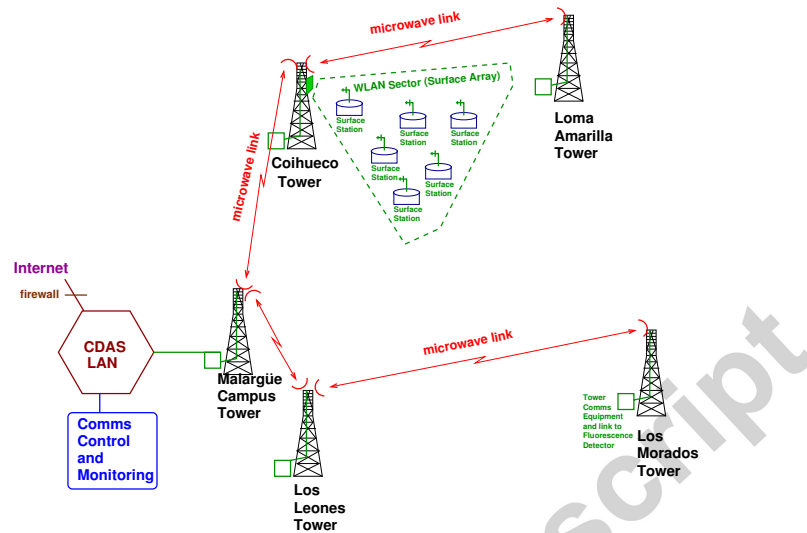 microwave link
WLAN Sector (Surface Array)
Surface
Station
Surface
Station
Surface
Station
Surface
Station
Surface
Station
Surface
Station
Loma
Amarilla
Tower
Coihueco
Tower
microwave link
Internet
firewall
CDAS
LAN
Malargüe
Campus
Tower
microwave link
Comms
Control
and
Monitoring
Tower
Comms
Equipment
and link to
Fluorescence
Detector
Los
Morados
Tower
Los
Leones
Tower
script